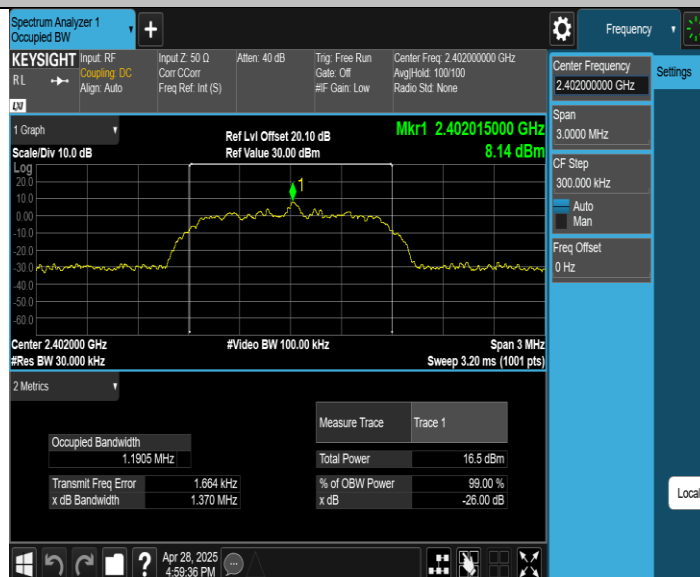 Spectrum Analyzer 1
Occupied BW
+
Frequency
KEYSIGHT
Input: RF
Coupling: DC
Align: Auto
Input Z: 50 Ω
Corr CCorr
Freq Ref: Int (S)
Atten: 40 dB
Trig: Free Run
Gate: Off
#IF Gain: Low
Center Freq: 2.402000000 GHz
Avg|Hold: 100/100
Radio Std: None
R L
LXI
Center Frequency
2.402000000 GHz
Settings
Span
3.0000 MHz
CF Step
300.000 kHz
Auto
Man
Freq Offset
0 Hz
1 Graph
Ref Lvl Offset 20.10 dB
Mkr1 2.402015000 GHz
Scale/Div 10.0 dB
Ref Value 30.00 dBm
8.14 dBm
Log
20.0
10.0
0.00
-10.0
-20.0
-30.0
-40.0
-50.0
-60.0
1
Center 2.402000 GHz
#Video BW 100.00 kHz
Span 3 MHz
#Res BW 30.000 kHz
Sweep 3.20 ms (1001 pts)
2 Metrics
Measure Trace
Trace 1
Occupied Bandwidth
1.1905 MHz
Total Power
16.5 dBm
Transmit Freq Error
1.664 kHz
% of OBW Power
99.00 %
x dB Bandwidth
1.370 MHz
x dB
-26.00 dB
Local
?
Apr 28, 2025
4:59:36 PM